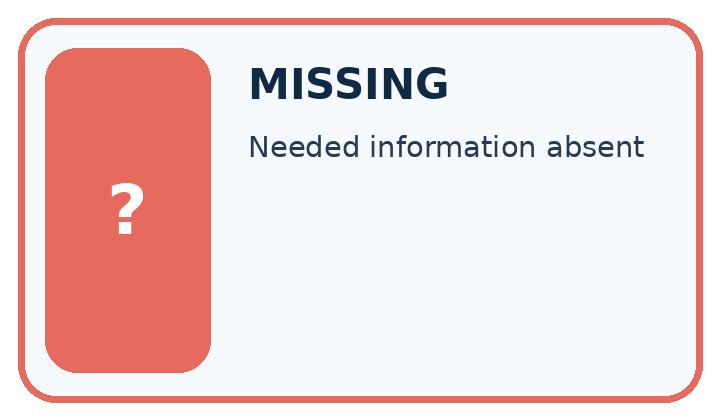 MISSING
Needed information absent
?